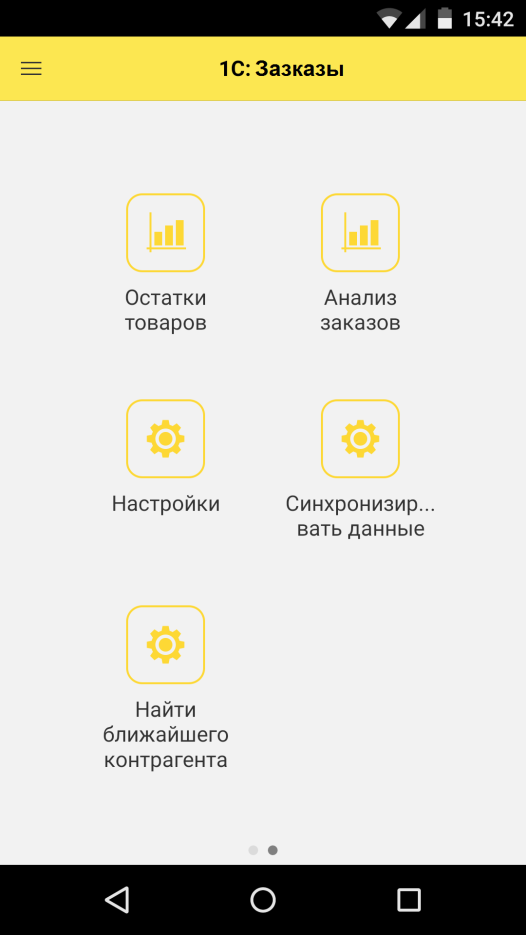 15:42
1С: Зазказы
Остатки
товаров
Анализ
заказов
Настройки
Синхронизир...
вать данные
Найти
ближайшего
контрагента